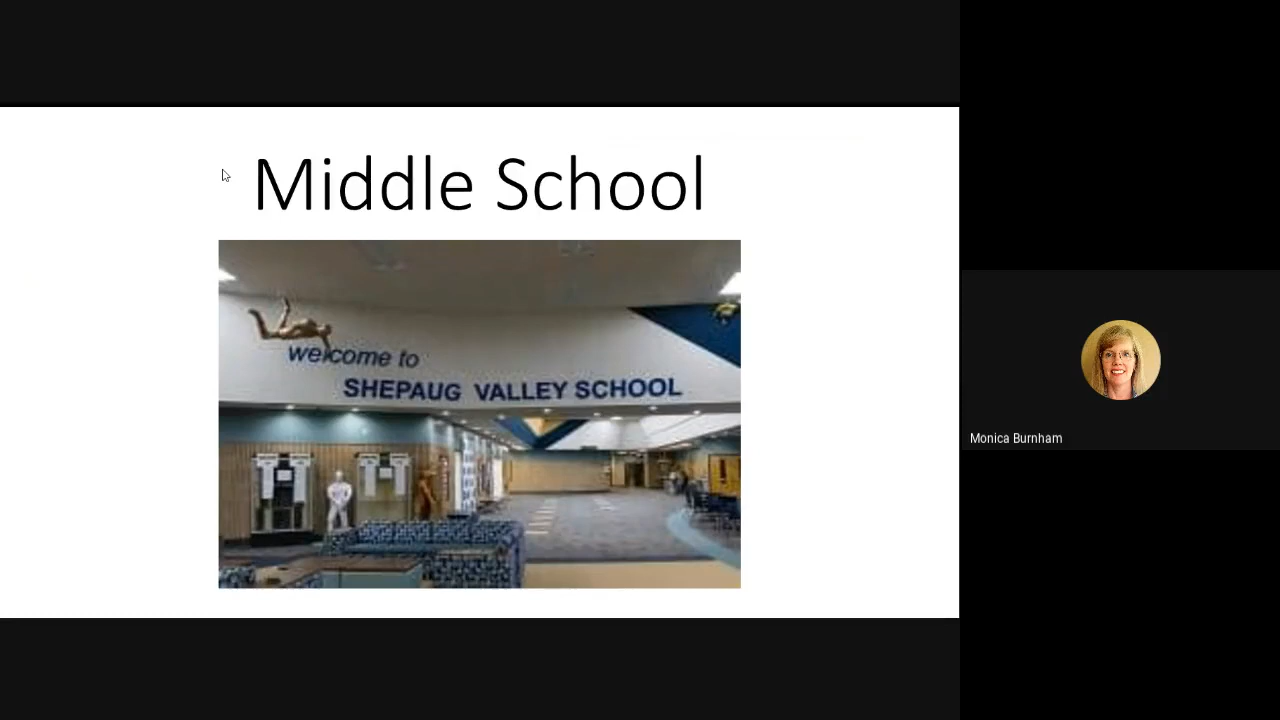 Middle School
welcome to
SHEPAUG VALLEY SCHOOL
Monica Burnham